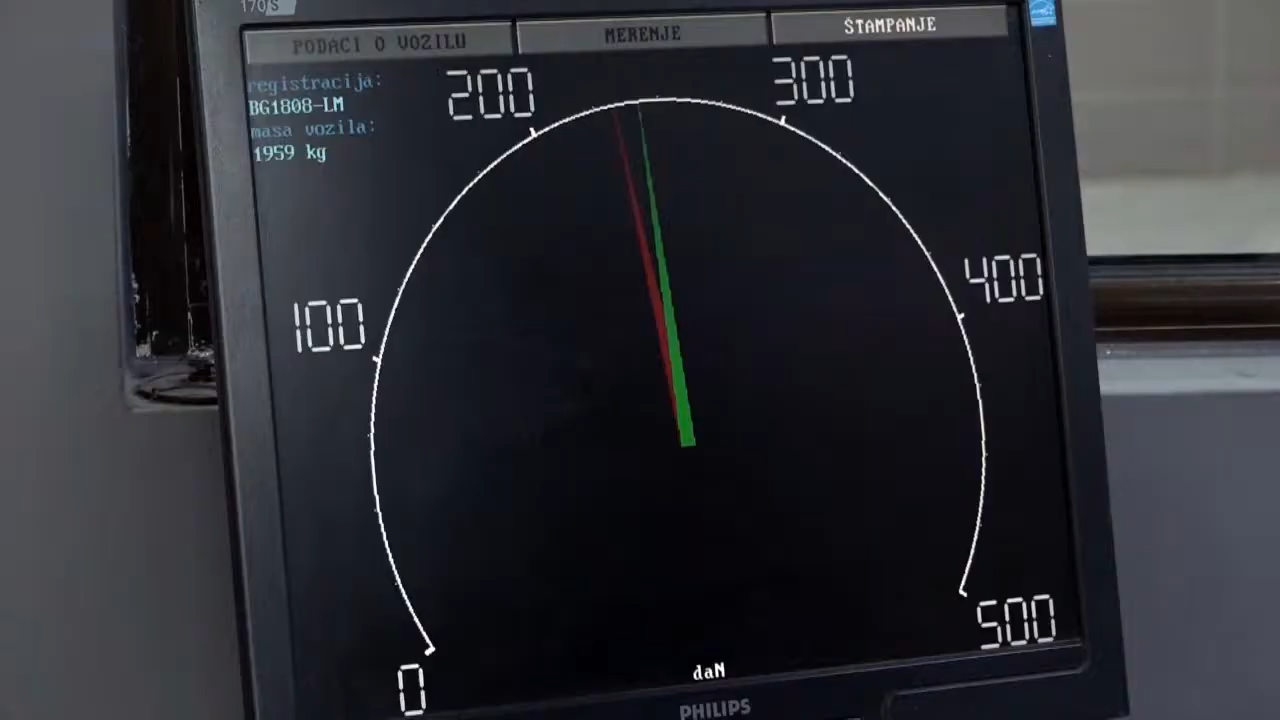 170S
PODACI O VOZILU
MERENJE
ŠTAMPANJE
registracija:
BG1808-LM
masa vozila:
1959 kg
200
300
100
400
0
500
daN
PHILIPS